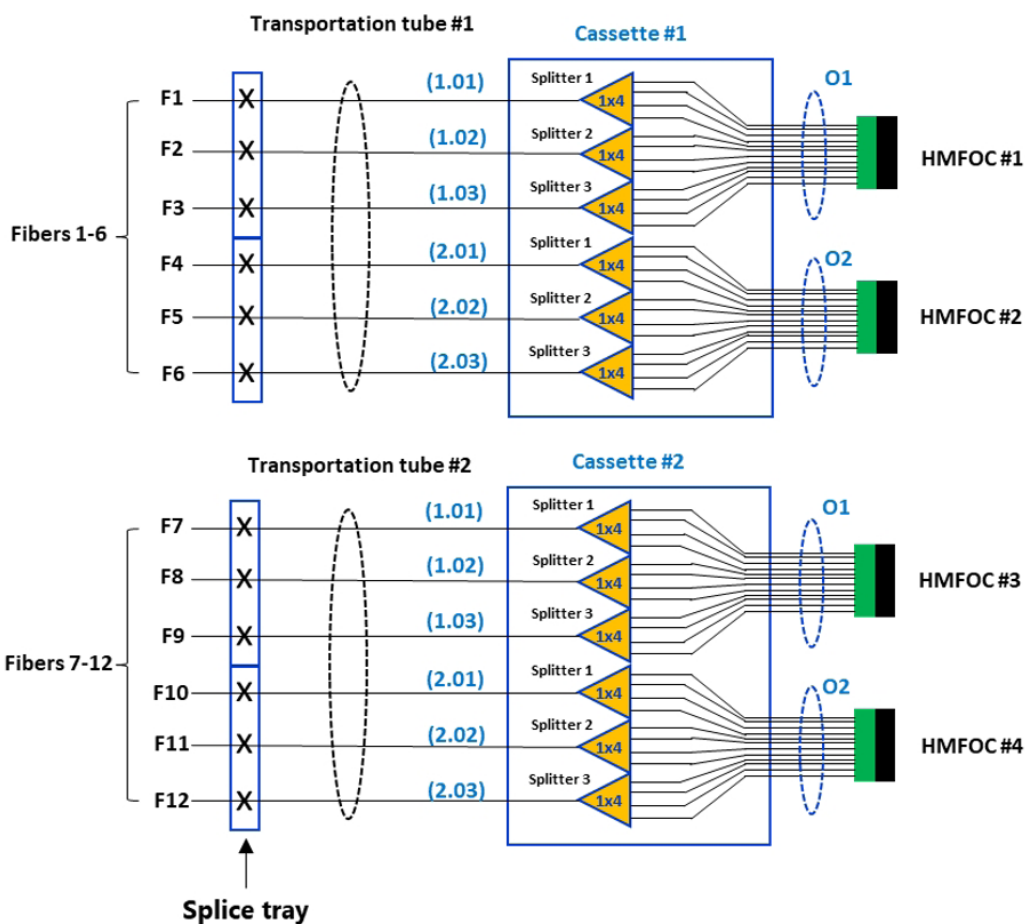 Transportation tube #1
Cassette #1
F1
(1.01)
Splitter 1
1x4
O1
F2
(1.02)
Splitter 2
1x4
HMFOC #1
F3
(1.03)
Splitter 3
1x4
Fibers 1-6
F4
(2.01)
Splitter 1
1x4
O2
F5
(2.02)
Splitter 2
1x4
HMFOC #2
F6
(2.03)
Splitter 3
1x4
Transportation tube #2
Cassette #2
F7
(1.01)
Splitter 1
1x4
O1
F8
(1.02)
Splitter 2
1x4
HMFOC #3
F9
(1.03)
Splitter 3
1x4
Fibers 7-12
F10
(2.01)
Splitter 1
1x4
O2
F11
(2.02)
Splitter 2
1x4
HMFOC #4
F12
(2.03)
Splitter 3
1x4
Splice tray